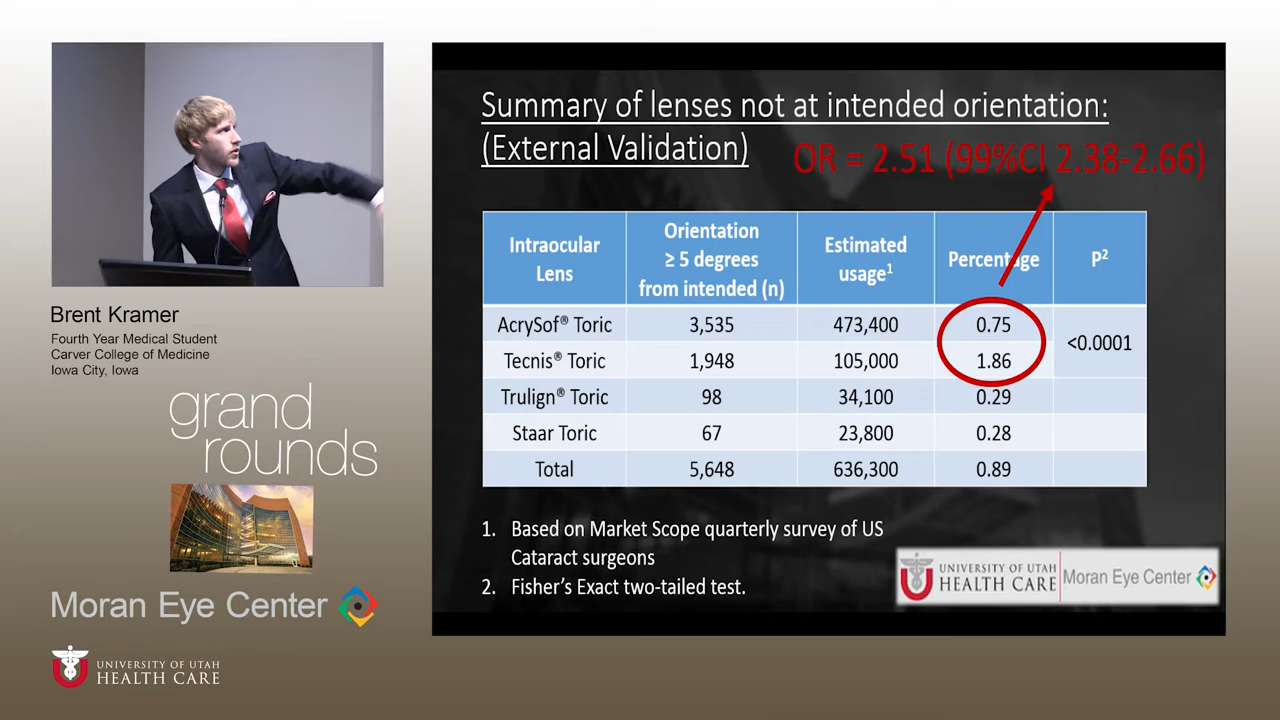 Brent Kramer
Fourth Year Medical Student
Carver College of Medicine
Iowa City, Iowa
grand
rounds
Moran Eye Center
UNIVERSITY OF UTAH
HEALTH CARE
Summary of lenses not at intended orientation:
(External Validation)
OR = 2.51 (99%CI 2.38-2.66)
Intraocular Lens | Orientation ≥ 5 degrees from intended (n) | Estimated usage¹ | Percentage | P²
AcrySof® Toric | 3,535 | 473,400 | 0.75 | <0.0001
Tecnis® Toric | 1,948 | 105,000 | 1.86
Trulign® Toric | 98 | 34,100 | 0.29
Staar Toric | 67 | 23,800 | 0.28
Total | 5,648 | 636,300 | 0.89
1. Based on Market Scope quarterly survey of US
Cataract surgeons
2. Fisher's Exact two-tailed test.
UNIVERSITY OF UTAH
HEALTH CARE
Moran Eye Center